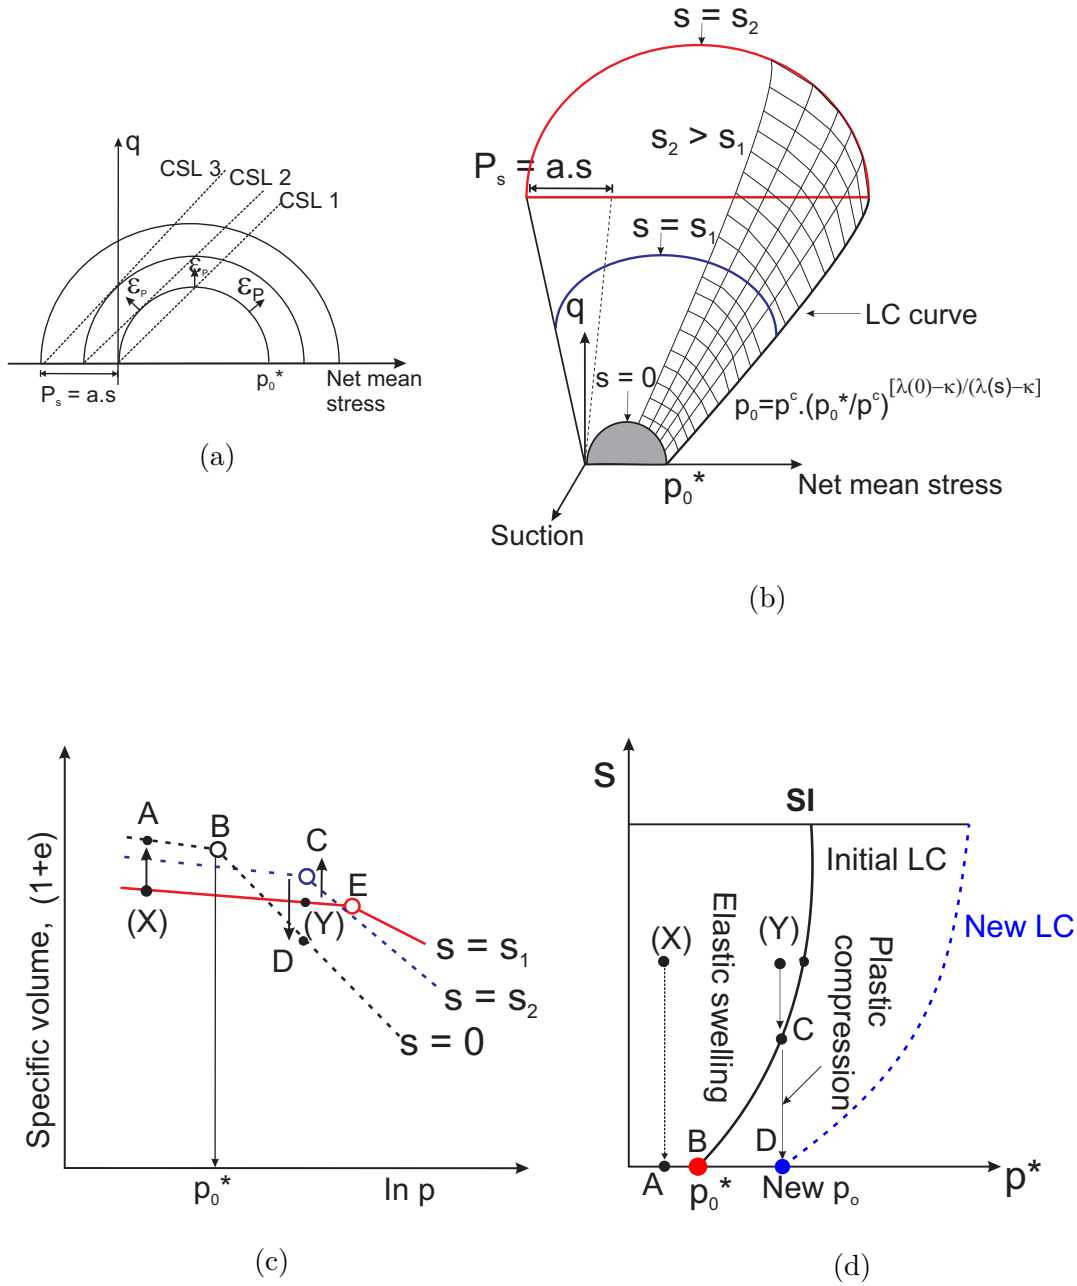 q
CSL 3
CSL 2
CSL 1
εₚ
εₚ
εₚ
Pₛ = a.s
p₀*
Net mean
stress
(a)
s = s₂
s₂ > s₁
Pₛ = a.s
s = s₁
q
LC curve
s = 0
p₀=pᶜ.(p₀*/pᶜ)^[λ(0)−κ)/(λ(s)−κ]
p₀*
Net mean stress
Suction
(b)
Specific volume, (1+e)
A
B
C
E
(X)
(Y)
D
s = s₁
s = s₂
s = 0
p₀*
ln p
(c)
s
SI
Initial LC
New LC
(X)
(Y)
Elastic swelling
Plastic
compression
C
B
D
A
p₀*
New pₒ
p*
(d)